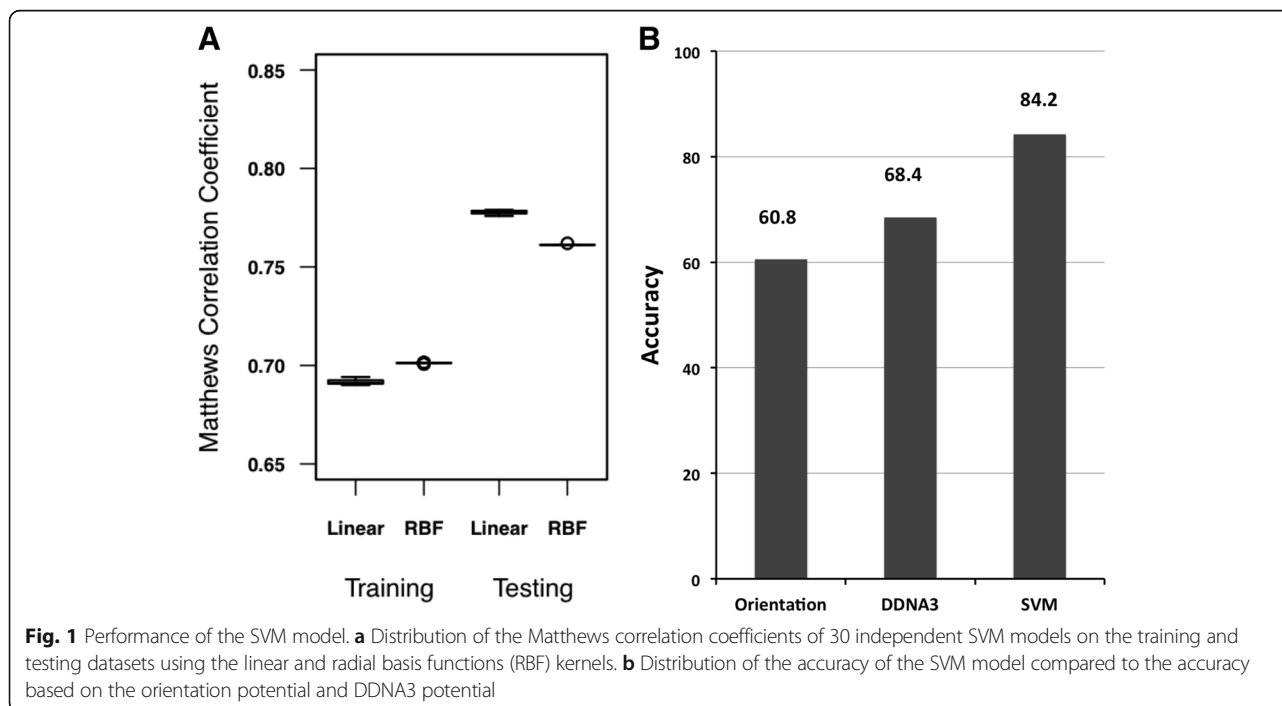 A
Matthews Correlation Coefficient
0.85
0.80
0.75
0.70
0.65
Linear RBF Linear RBF
Training Testing
B
Accuracy
100
80
60
40
20
0
60.8
68.4
84.2
Orientation DDNA3 SVM
Fig. 1 Performance of the SVM model. a Distribution of the Matthews correlation coefficients of 30 independent SVM models on the training and
testing datasets using the linear and radial basis functions (RBF) kernels. b Distribution of the accuracy of the SVM model compared to the accuracy
based on the orientation potential and DDNA3 potential